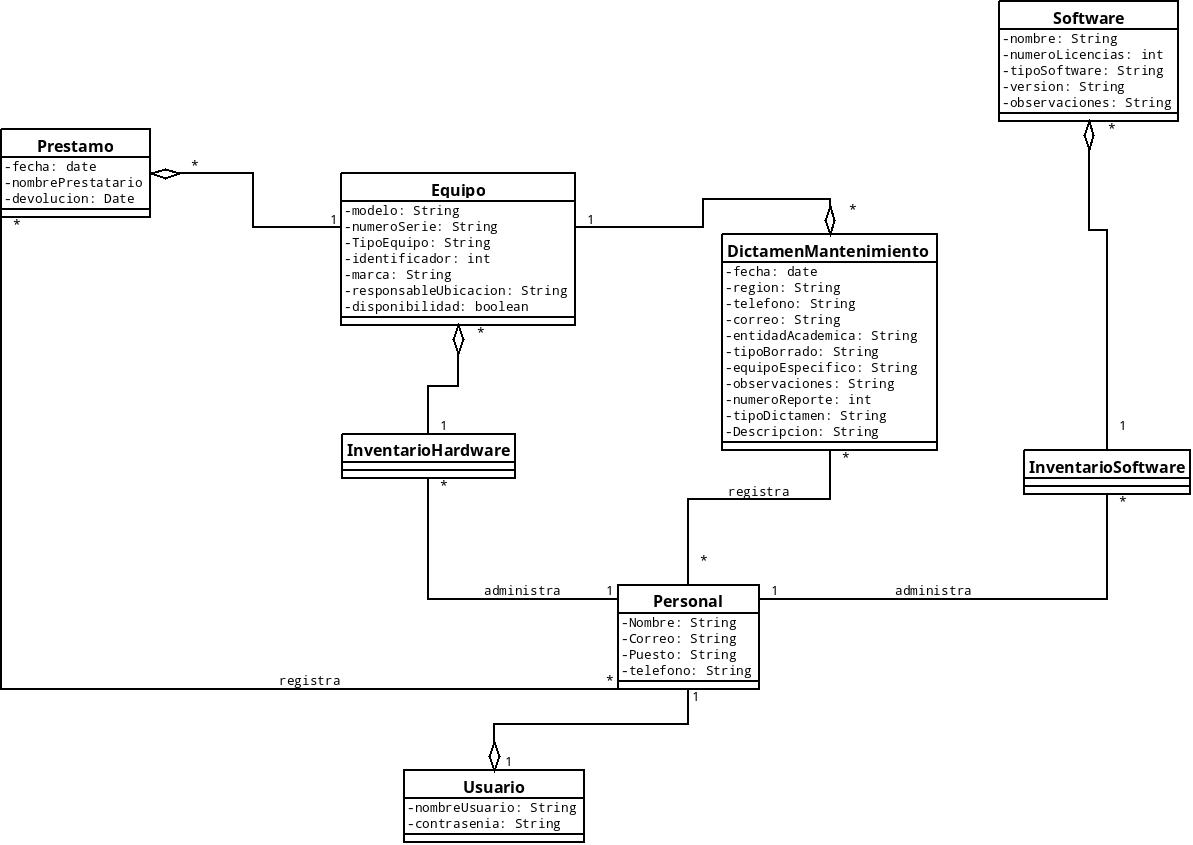 Software
-nombre: String
-numeroLicencias: int
-tipoSoftware: String
-version: String
-observaciones: String
*
Prestamo
-fecha: date
-nombrePrestatario
-devolucion: Date
*
*
Equipo
-modelo: String
-numeroSerie: String
-TipoEquipo: String
-identificador: int
-marca: String
-responsableUbicacion: String
-disponibilidad: boolean
1
1
*
*
DictamenMantenimiento
-fecha: date
-region: String
-telefono: String
-correo: String
-entidadAcademica: String
-tipoBorrado: String
-equipoEspecifico: String
-observaciones: String
-numeroReporte: int
-tipoDictamen: String
-Descripcion: String
*
1
InventarioHardware
*
1
InventarioSoftware
*
registra
*
administra
1
1
administra
Personal
-Nombre: String
-Correo: String
-Puesto: String
-telefono: String
registra
*
1
1
Usuario
-nombreUsuario: String
-contrasenia: String